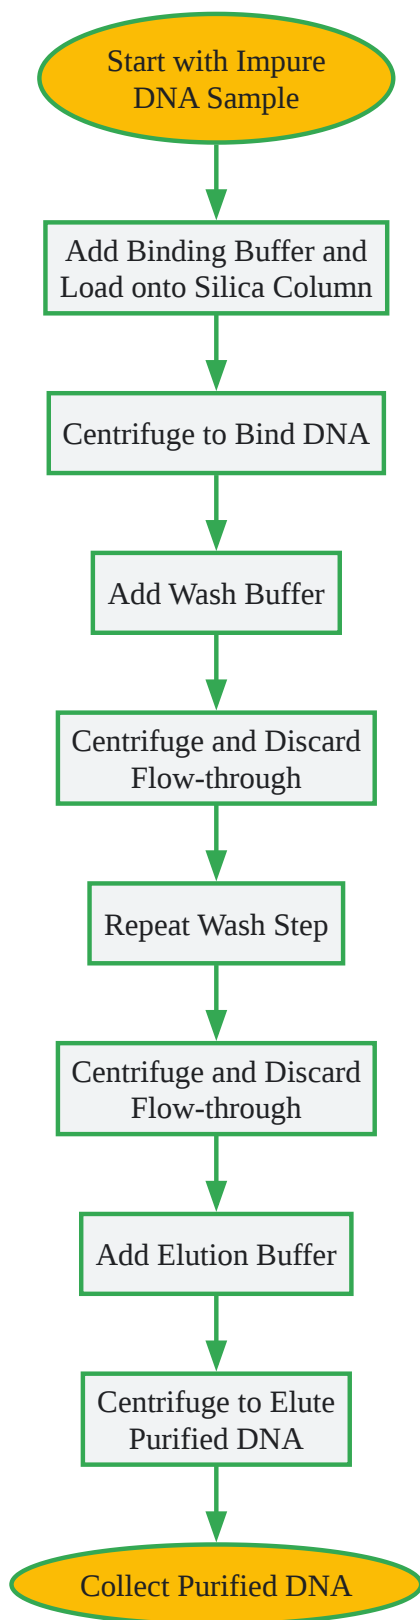 Start with Impure
DNA Sample
Add Binding Buffer and
Load onto Silica Column
Centrifuge to Bind DNA
Add Wash Buffer
Centrifuge and Discard
Flow-through
Repeat Wash Step
Centrifuge and Discard
Flow-through
Add Elution Buffer
Centrifuge to Elute
Purified DNA
Collect Purified DNA